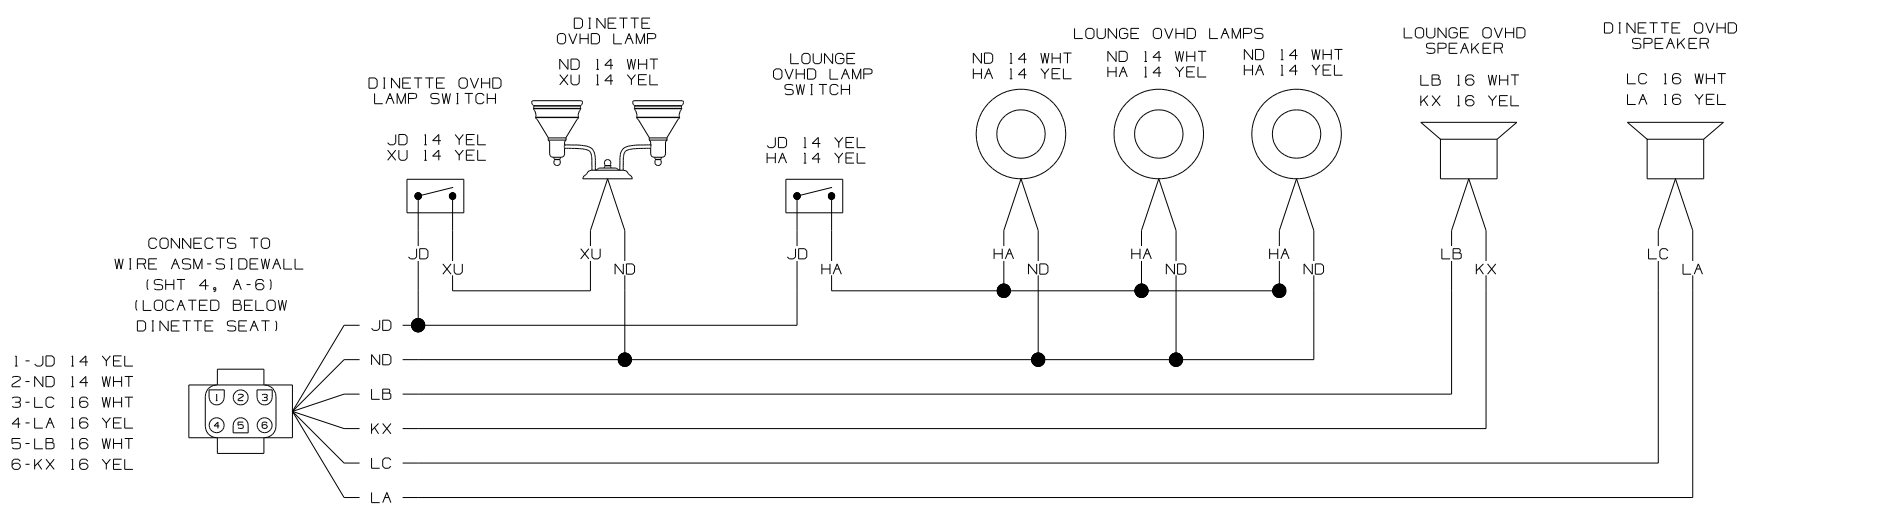 DINETTE OVHD
LAMP SWITCH
JD 14 YEL
XU 14 YEL
DINETTE
OVHD LAMP
ND 14 WHT
XU 14 YEL
LOUNGE
OVHD LAMP
SWITCH
JD 14 YEL
HA 14 YEL
LOUNGE OVHD LAMPS
ND 14 WHT
HA 14 YEL
ND 14 WHT
HA 14 YEL
ND 14 WHT
HA 14 YEL
LOUNGE OVHD
SPEAKER
LB 16 WHT
KX 16 YEL
DINETTE OVHD
SPEAKER
LC 16 WHT
LA 16 YEL
JD
XU
XU
ND
JD
HA
HA
ND
HA
ND
HA
ND
LB
KX
LC
LA
CONNECTS TO
WIRE ASM-SIDEWALL
(SHT 4, A-6)
(LOCATED BELOW
DINETTE SEAT)
1-JD 14 YEL
2-ND 14 WHT
3-LC 16 WHT
4-LA 16 YEL
5-LB 16 WHT
6-KX 16 YEL
1 2 3
4 5 6
JD
ND
LB
KX
LC
LA